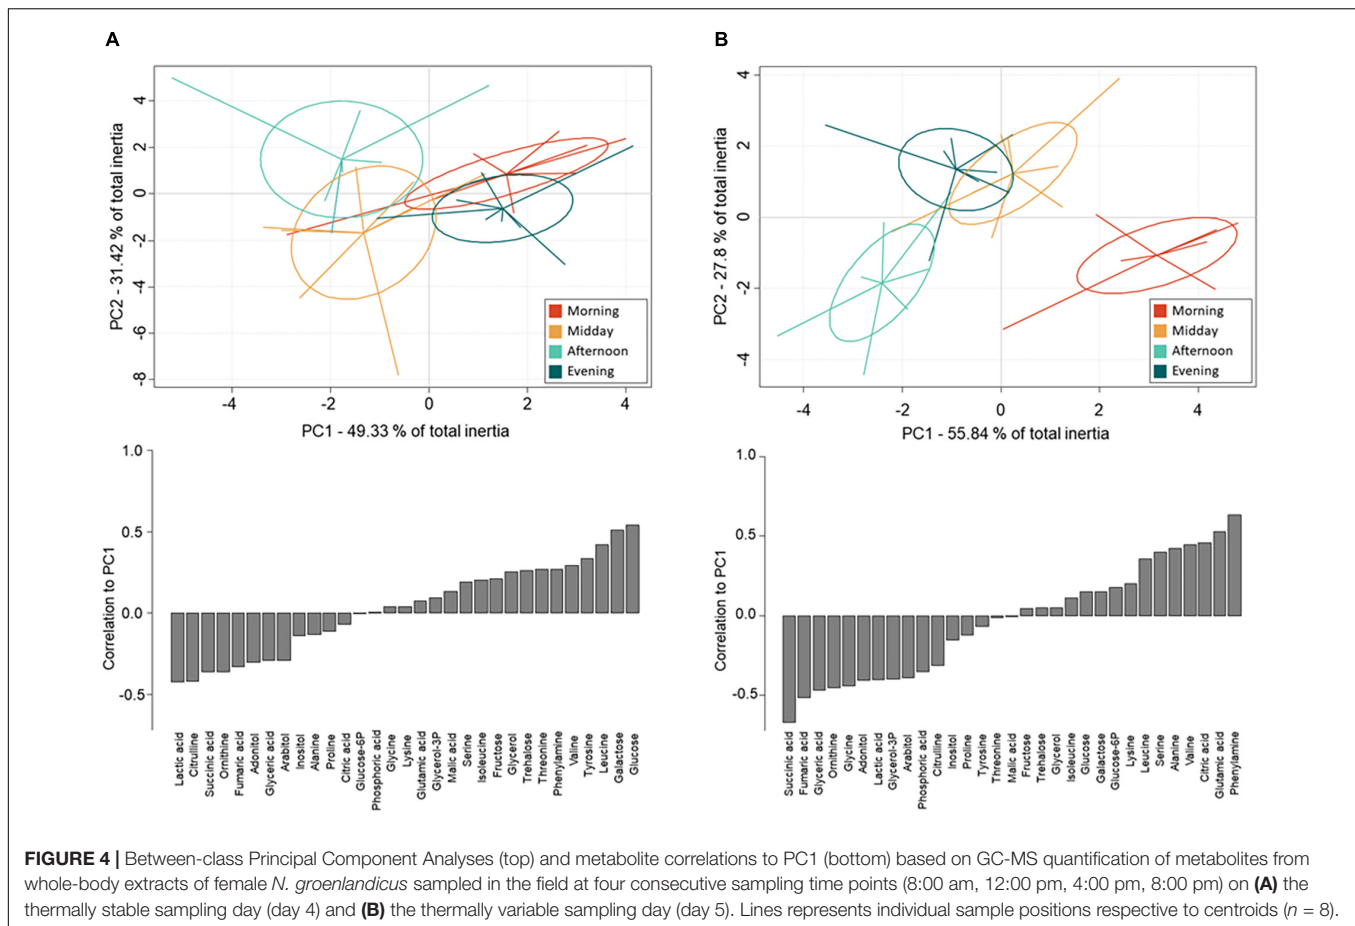 A
B
PC2 - 31.42 % of total inertia
4
2
0
-2
-4
-6
-8
-4
-2
0
2
4
PC1 - 49.33 % of total inertia
Morning
Midday
Afternoon
Evening
PC2 - 27.8 % of total inertia
4
2
0
-2
-4
-4
-2
0
2
4
PC1 - 55.84 % of total inertia
Morning
Midday
Afternoon
Evening
Correlation to PC1
1.0
0.5
0.0
-0.5
Lactic acid
Citrulline
Succinic acid
Ornithine
Fumaric acid
Adonitol
Glyceric acid
Arabitol
Inositol
Alanine
Proline
Citric acid
Glucose-6P
Phosphoric acid
Glycine
Lysine
Glutamic acid
Glycerol-3P
Malic acid
Serine
Isoleucine
Fructose
Glycerol
Trehalose
Threonine
Phenylamine
Valine
Tyrosine
Leucine
Galactose
Glucose
Correlation to PC1
1.0
0.5
0.0
-0.5
Succinic acid
Fumaric acid
Glyceric acid
Ornithine
Glycine
Adonitol
Lactic acid
Glycerol-3P
Arabitol
Phosphoric acid
Citrulline
Inositol
Proline
Tyrosine
Threonine
Malic acid
Fructose
Trehalose
Glycerol
Isoleucine
Glucose
Galactose
Glucose-6P
Lysine
Leucine
Serine
Alanine
Valine
Citric acid
Glutamic acid
Phenylamine
FIGURE 4 | Between-class Principal Component Analyses (top) and metabolite correlations to PC1 (bottom) based on GC-MS quantification of metabolites from
whole-body extracts of female N. groenlandicus sampled in the field at four consecutive sampling time points (8:00 am, 12:00 pm, 4:00 pm, 8:00 pm) on (A) the
thermally stable sampling day (day 4) and (B) the thermally variable sampling day (day 5). Lines represents individual sample positions respective to centroids (n = 8).